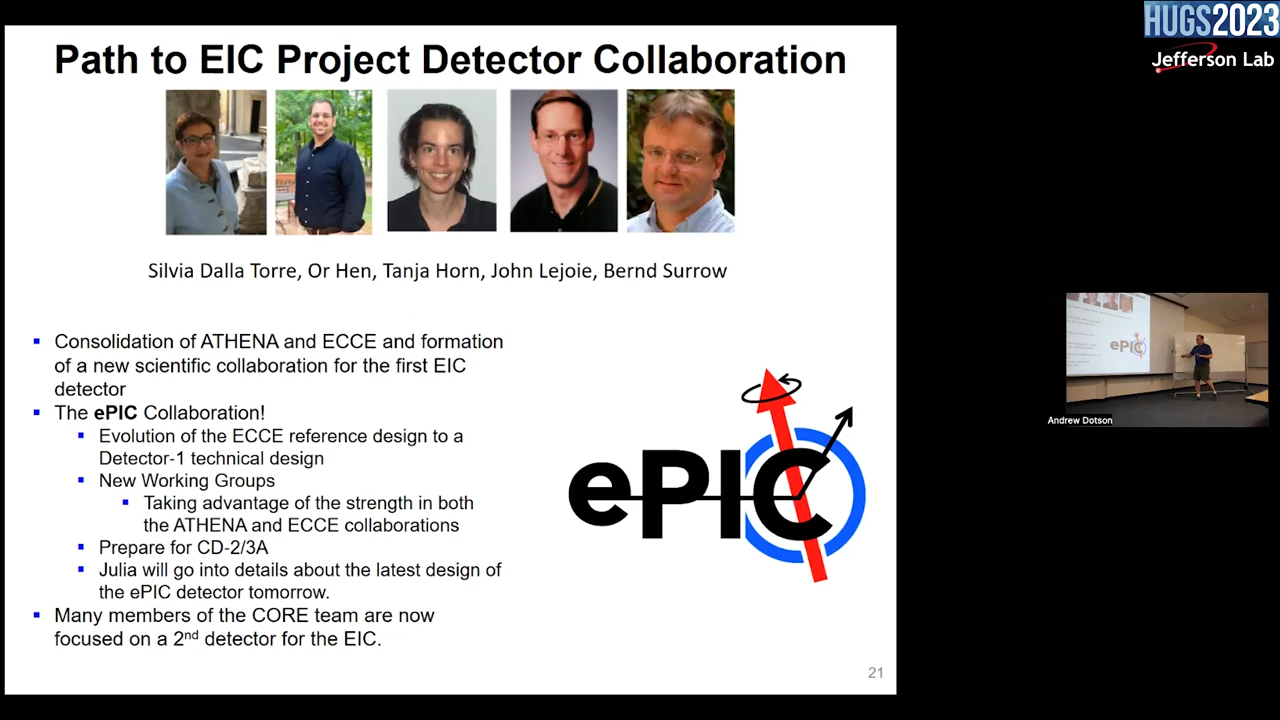 HUGS2023
Jefferson Lab
Path to EIC Project Detector Collaboration
Silvia Dalla Torre, Or Hen, Tanja Horn, John Lejoie, Bernd Surrow
Consolidation of ATHENA and ECCE and formation
of a new scientific collaboration for the first EIC
detector
The ePIC Collaboration!
Evolution of the ECCE reference design to a
Detector-1 technical design
New Working Groups
Taking advantage of the strength in both
the ATHENA and ECCE collaborations
Prepare for CD-2/3A
Julia will go into details about the latest design of
the ePIC detector tomorrow.
Many members of the CORE team are now
focused on a 2nd detector for the EIC.
ePIC
21
ePIC
Andrew Dotson